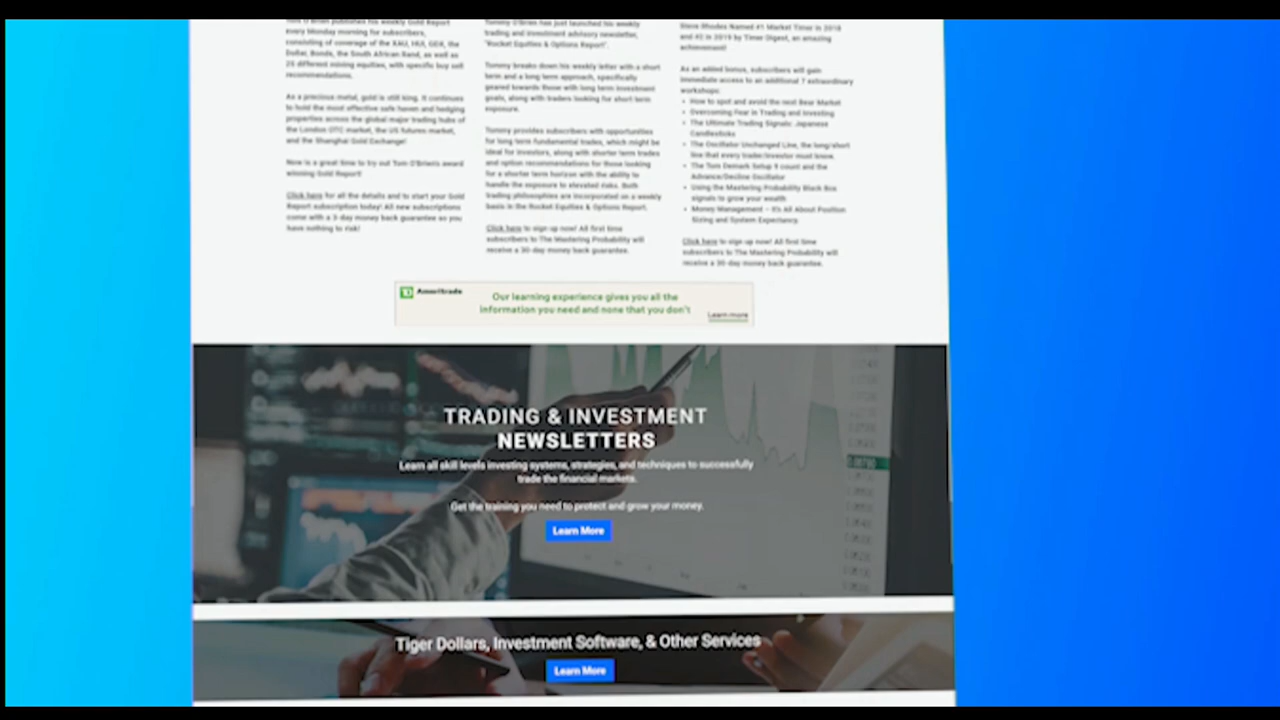 Tom O'Brien publishes his weekly Gold Report
every Monday morning for subscribers,
consisting of coverage of the XAU, HUI, GDX, the
Dollar, Bonds, the South African Rand, as well as
25 different mining equities, with specific buy sell
recommendations.
As a precious metal, gold is still king. It continues
to hold the most effective safe haven and hedging
properties across the global major trading hubs of
the London OTC market, the US futures market,
and the Shanghai Gold Exchange!
Now is a great time to try out Tom O'Brien's award
winning Gold Report!
Click here for all the details and to start your Gold
Report subscription today! All new subscriptions
come with a 3-day money back guarantee so you
have nothing to risk!
Tommy O'Brien has just launched his weekly
trading and investment advisory newsletter,
"Rocket Equities & Options Report".
Tommy breaks down his weekly letter with a short
term and a long term approach, specifically
geared towards those with long term investment
goals, along with traders looking for short term
exposure.
Tommy provides subscribers with opportunities
for long term fundamental trades, which might be
ideal for investors, along with shorter term trades
and option recommendations for those looking
for a shorter term horizon with the ability to
handle the exposure to elevated risks. Both
trading philosophies are incorporated on a weekly
basis in the Rocket Equities & Options Report.
Click here to sign up now! All first time
subscribers to The Mastering Probability will
receive a 30-day money back guarantee.
Steve Rhodes Named #1 Market Timer in 2018
and #2 in 2019 by Timer Digest, an amazing
achievement!
As an added bonus, subscribers will gain
immediate access to an additional 7 extraordinary
workshops:
• How to spot and avoid the next Bear Market
• Overcoming Fear in Trading and Investing
• The Ultimate Trading Signals: Japanese
Candlesticks
• The Oscillator Unchanged Line, the long/short
line that every trader/investor must know.
• The Tom Demark Setup 9 count and the
Advance/Decline Oscillator
• Using the Mastering Probability Black Box
signals to grow your wealth
• Money Management – It's All About Position
Sizing and System Expectancy.
Click here to sign up now! All first time
subscribers to The Mastering Probability will
receive a 30-day money back guarantee.
TD Ameritrade
Our learning experience gives you all the
information you need and none that you don't
Learn more
TRADING & INVESTMENT
NEWSLETTERS
Learn all skill levels investing systems, strategies, and techniques to successfully
trade the financial markets.
Get the training you need to protect and grow your money.
Learn More
Tiger Dollars, Investment Software, & Other Services
Learn More